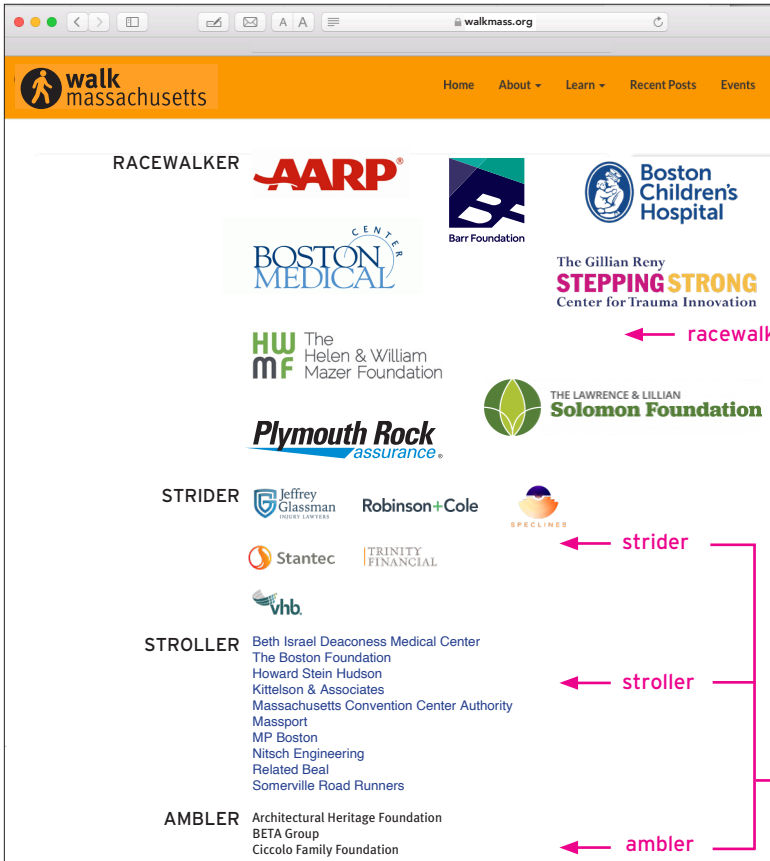 A A
walkmass.org
walk
massachusetts
Home About Learn Recent Posts Events
RACEWALKER
AARP®
Barr Foundation
Boston
Children's
Hospital
BOSTON
MEDICAL
CENTER
The Gillian Reny
STEPPING STRONG
Center for Trauma Innovation
racewalk
HW
MF
The
Helen & William
Mazer Foundation
THE LAWRENCE & LILLIAN
Solomon Foundation
Plymouth Rock
assurance®
STRIDER
Jeffrey
Glassman
INJURY LAWYERS
Robinson+Cole
SPECLINES
Stantec
TRINITY
FINANCIAL
strider
vhb.
STROLLER
Beth Israel Deaconess Medical Center
The Boston Foundation
Howard Stein Hudson
Kittelson & Associates
stroller
Massachusetts Convention Center Authority
Massport
MP Boston
Nitsch Engineering
Related Beal
Somerville Road Runners
AMBLER
Architectural Heritage Foundation
BETA Group
Ciccolo Family Foundation
ambler